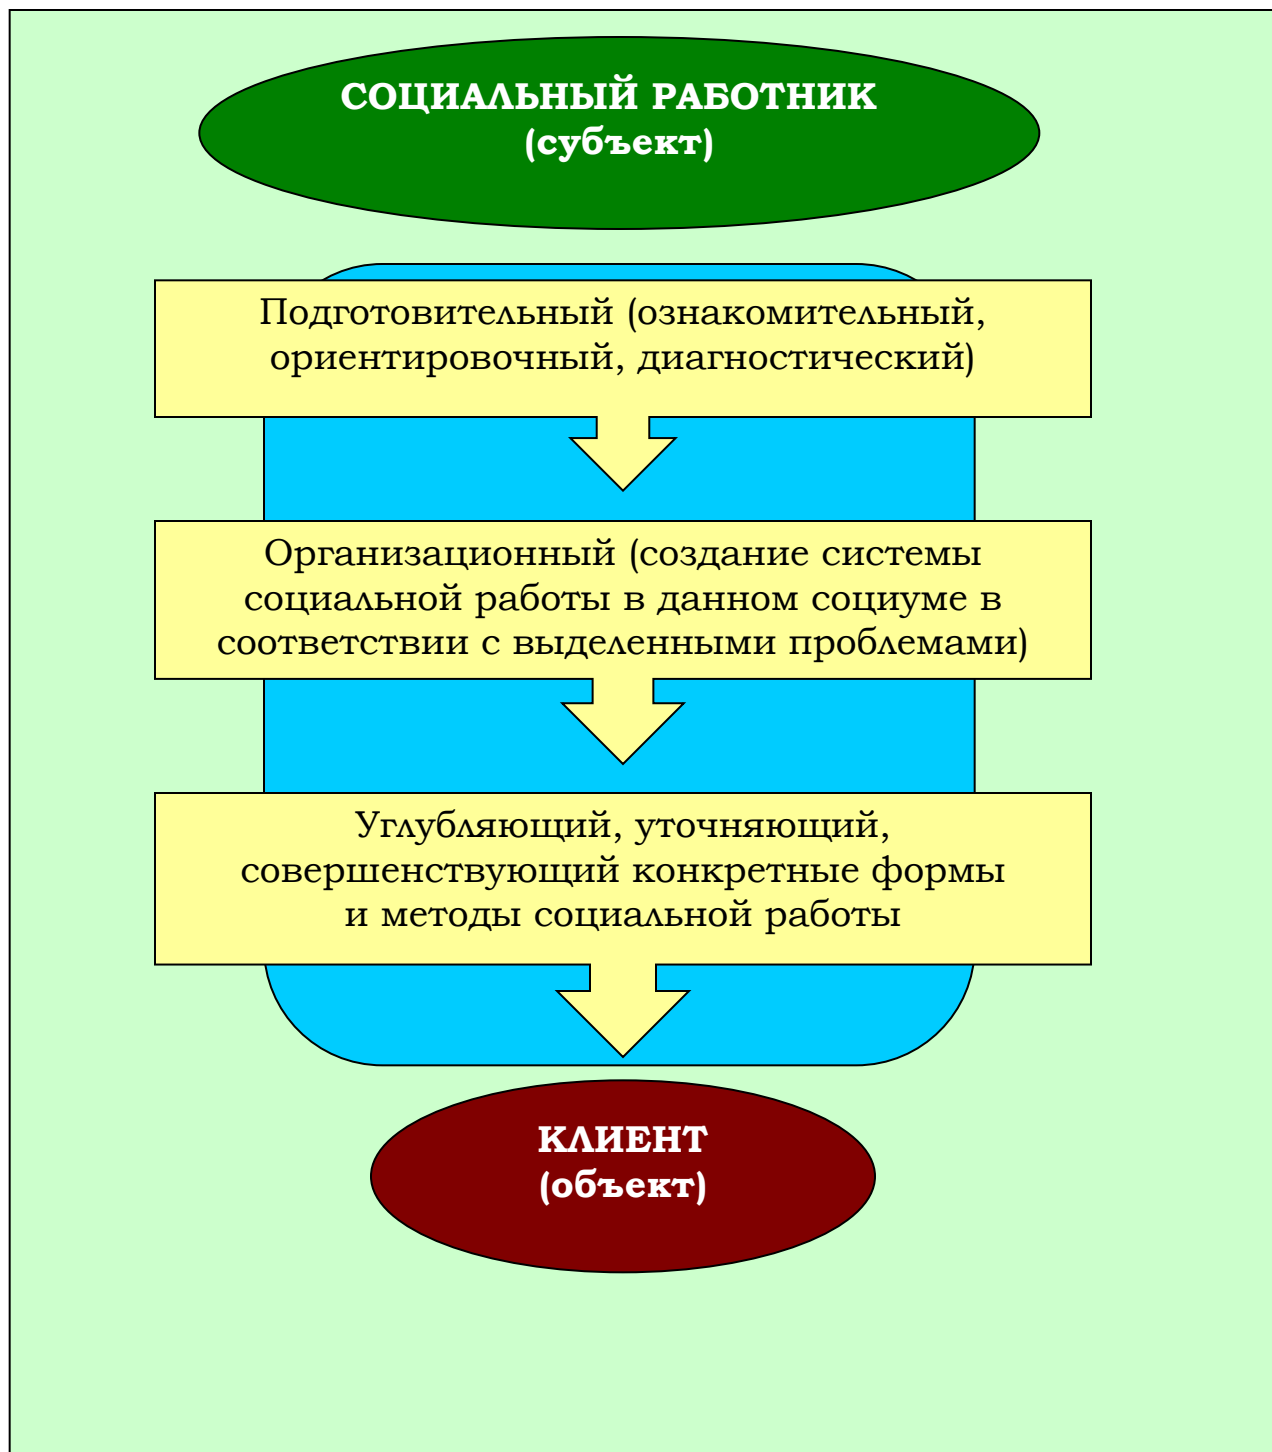 СОЦИАЛЬНЫЙ РАБОТНИК
(субъект)
Подготовительный (ознакомительный,
ориентировочный, диагностический)
Организационный (создание системы
социальной работы в данном социуме в
соответствии с выделенными проблемами)
Углубляющий, уточняющий,
совершенствующий конкретные формы
и методы социальной работы
КЛИЕНТ
(объект)